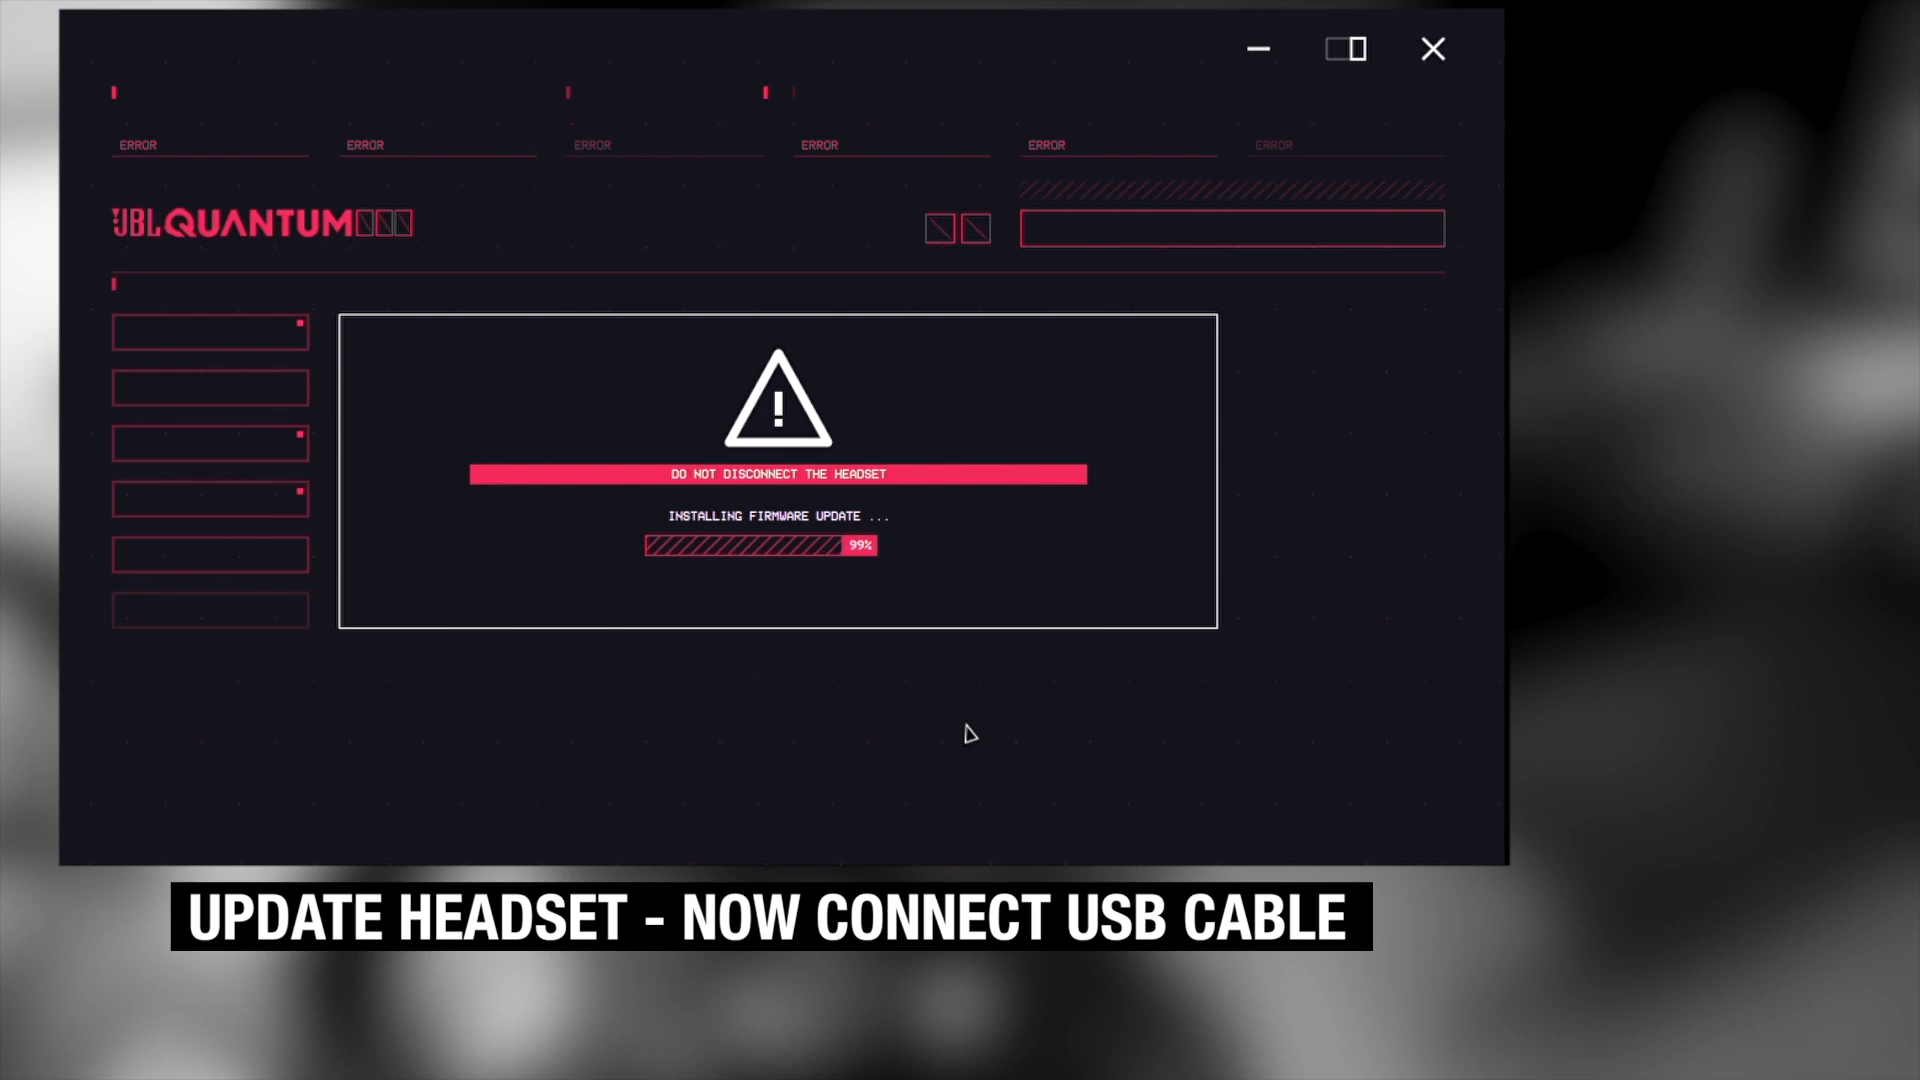 ERROR ERROR ERROR ERROR ERROR ERROR
JBL QUANTUM
DO NOT DISCONNECT THE HEADSET
INSTALLING FIRMWARE UPDATE ...
99%
UPDATE HEADSET - NOW CONNECT USB CABLE